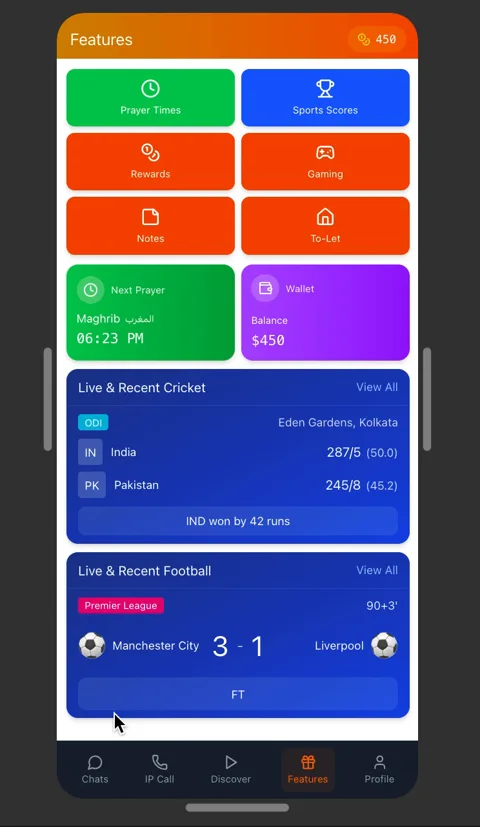 Features
450
Prayer Times
Sports Scores
Rewards
Gaming
Notes
To-Let
Next Prayer
Maghrib المغرب
06:23 PM
Wallet
Balance
$450
Live & Recent Cricket
View All
ODI
Eden Gardens, Kolkata
IN India 287/5 (50.0)
PK Pakistan 245/8 (45.2)
IND won by 42 runs
Live & Recent Football
View All
Premier League
90+3'
Manchester City 3 - 1 Liverpool
FT
Chats
IP Call
Discover
Features
Profile